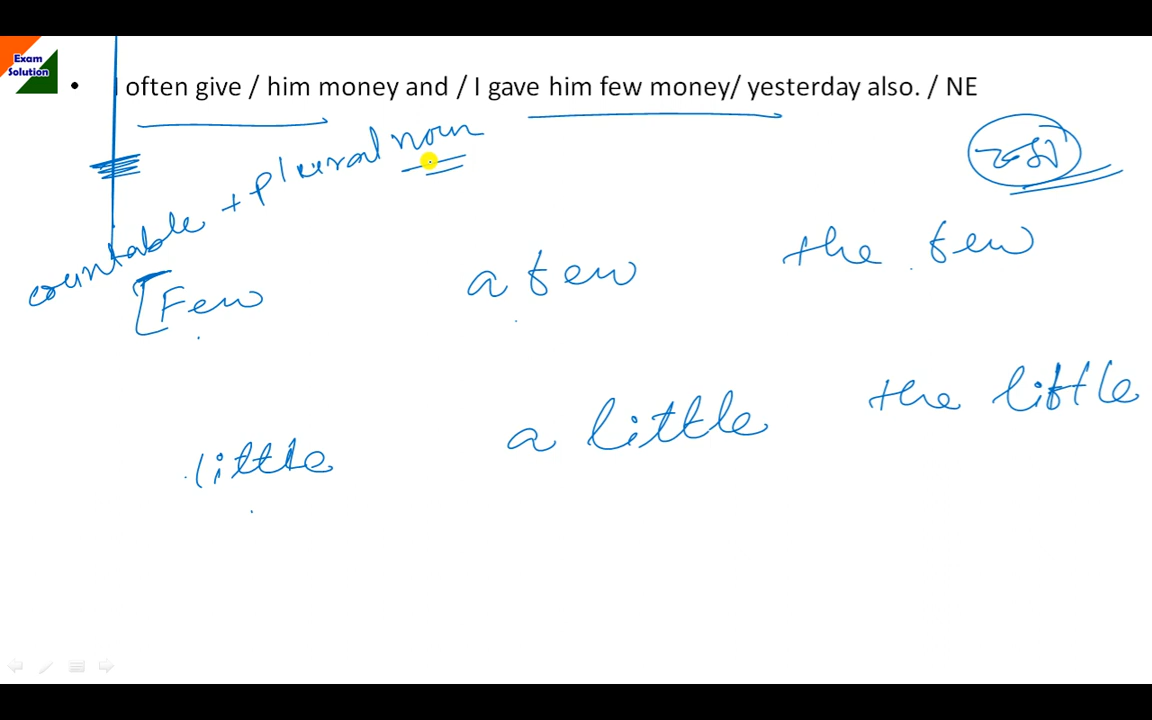 Exam
Solution
• I often give / him money and / I gave him few money/ yesterday also. / NE
countable + plural noun
[Few
a few
the few
little
a little
the little